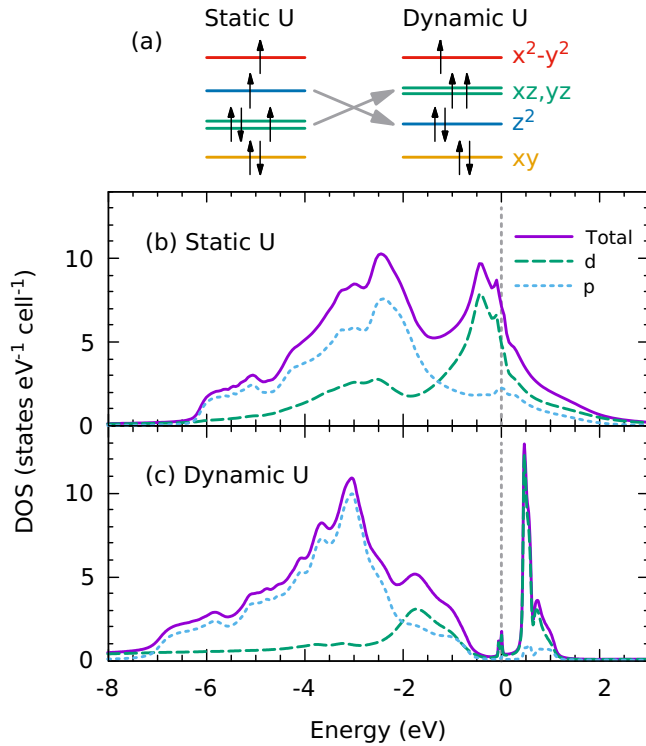 Static U Dynamic U
(a)
x²-y²
xz,yz
z²
xy
(b) Static U
Total
d
p
10
5
0
(c) Dynamic U
10
5
0
DOS (states eV⁻¹ cell⁻¹)
-8 -6 -4 -2 0 2
Energy (eV)